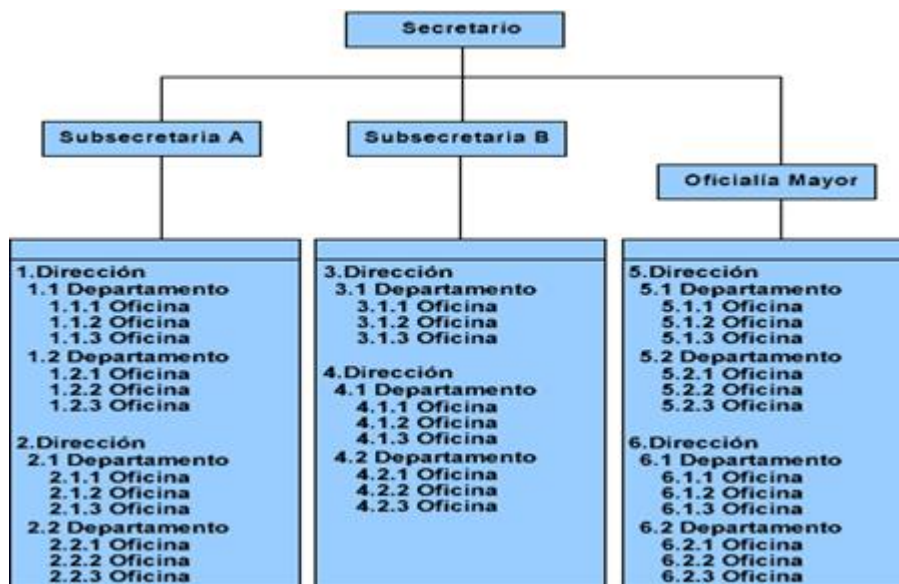 Secretario
Subsecretaria A
Subsecretaria B
Oficialía Mayor
1.Dirección
1.1 Departamento
1.1.1 Oficina
1.1.2 Oficina
1.1.3 Oficina
1.2 Departamento
1.2.1 Oficina
1.2.2 Oficina
1.2.3 Oficina
2.Dirección
2.1 Departamento
2.1.1 Oficina
2.1.2 Oficina
2.1.3 Oficina
2.2 Departamento
2.2.1 Oficina
2.2.2 Oficina
2.2.3 Oficina
3.Dirección
3.1 Departamento
3.1.1 Oficina
3.1.2 Oficina
3.1.3 Oficina
4.Dirección
4.1 Departamento
4.1.1 Oficina
4.1.2 Oficina
4.1.3 Oficina
4.2 Departamento
4.2.1 Oficina
4.2.2 Oficina
4.2.3 Oficina
5.Dirección
5.1 Departamento
5.1.1 Oficina
5.1.2 Oficina
5.1.3 Oficina
5.2 Departamento
5.2.1 Oficina
5.2.2 Oficina
5.2.3 Oficina
6.Dirección
6.1 Departamento
6.1.1 Oficina
6.1.2 Oficina
6.1.3 Oficina
6.2 Departamento
6.2.1 Oficina
6.2.2 Oficina
6.2.3 Oficina